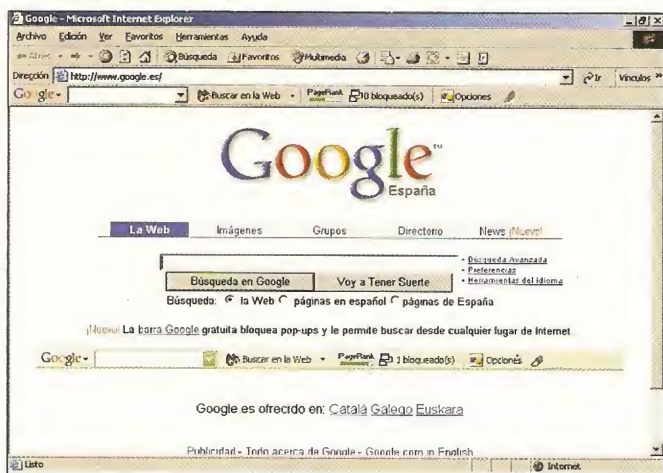 Google - Microsoft Internet Explorer
Archivo Edición Ver Favoritos Herramientas Ayuda
Atrás Búsqueda Favoritos Multimedia
Dirección http://www.google.es/ Ir Vínculos »
Google Buscar en la Web PageRank 10 bloqueado(s) Opciones
Google™
España
La Web Imágenes Grupos Directorio News ¡Nuevo!
Búsqueda en Google Voy a Tener Suerte
• Búsqueda Avanzada
• Preferencias
• Herramientas del idioma
Búsqueda: la Web páginas en español páginas de España
¡Nuevo! La barra Google gratuita bloquea pop-ups y le permite buscar desde cualquier lugar de Internet
Google Buscar en la Web PageRank 1 bloqueado(s) Opciones
Google.es ofrecido en: Català Galego Euskara
Publicidad - Todo acerca de Google - Google.com in English
Listo Internet